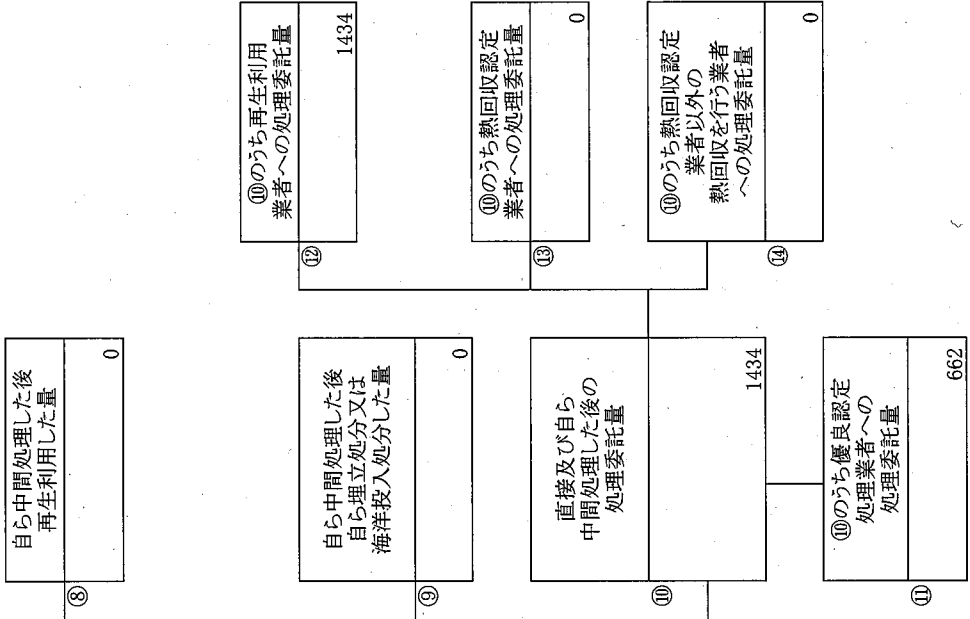 ⑧
自ら中間処理した後
再生利用した量
0
⑨
自ら中間処理した後
自ら埋立処分又は
海洋投入処分した量
0
⑩
直接及び自ら
中間処理した後の
処理委託量
1434
⑪
⑩のうち優良認定
処理業者への
処理委託量
662
⑫
⑩のうち再生利用
業者への処理委託量
1434
⑬
⑩のうち熱回収認定
業者への処理委託量
0
⑭
⑩のうち熱回収認定
業者以外の
熱回収を行う業者
への処理委託量
0